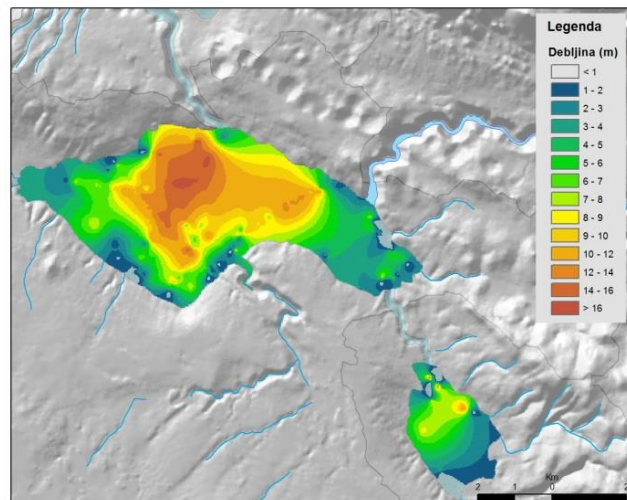 Legenda
Debljina (m)
< 1
1 - 2
2 - 3
3 - 4
4 - 5
5 - 6
6 - 7
7 - 8
8 - 9
9 - 10
10 - 12
12 - 14
14 - 16
> 16
Km
2 1 0 2